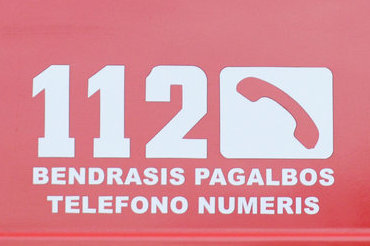 112
BENDRASIS PAGALBOS
TELEFONO NUMERIS